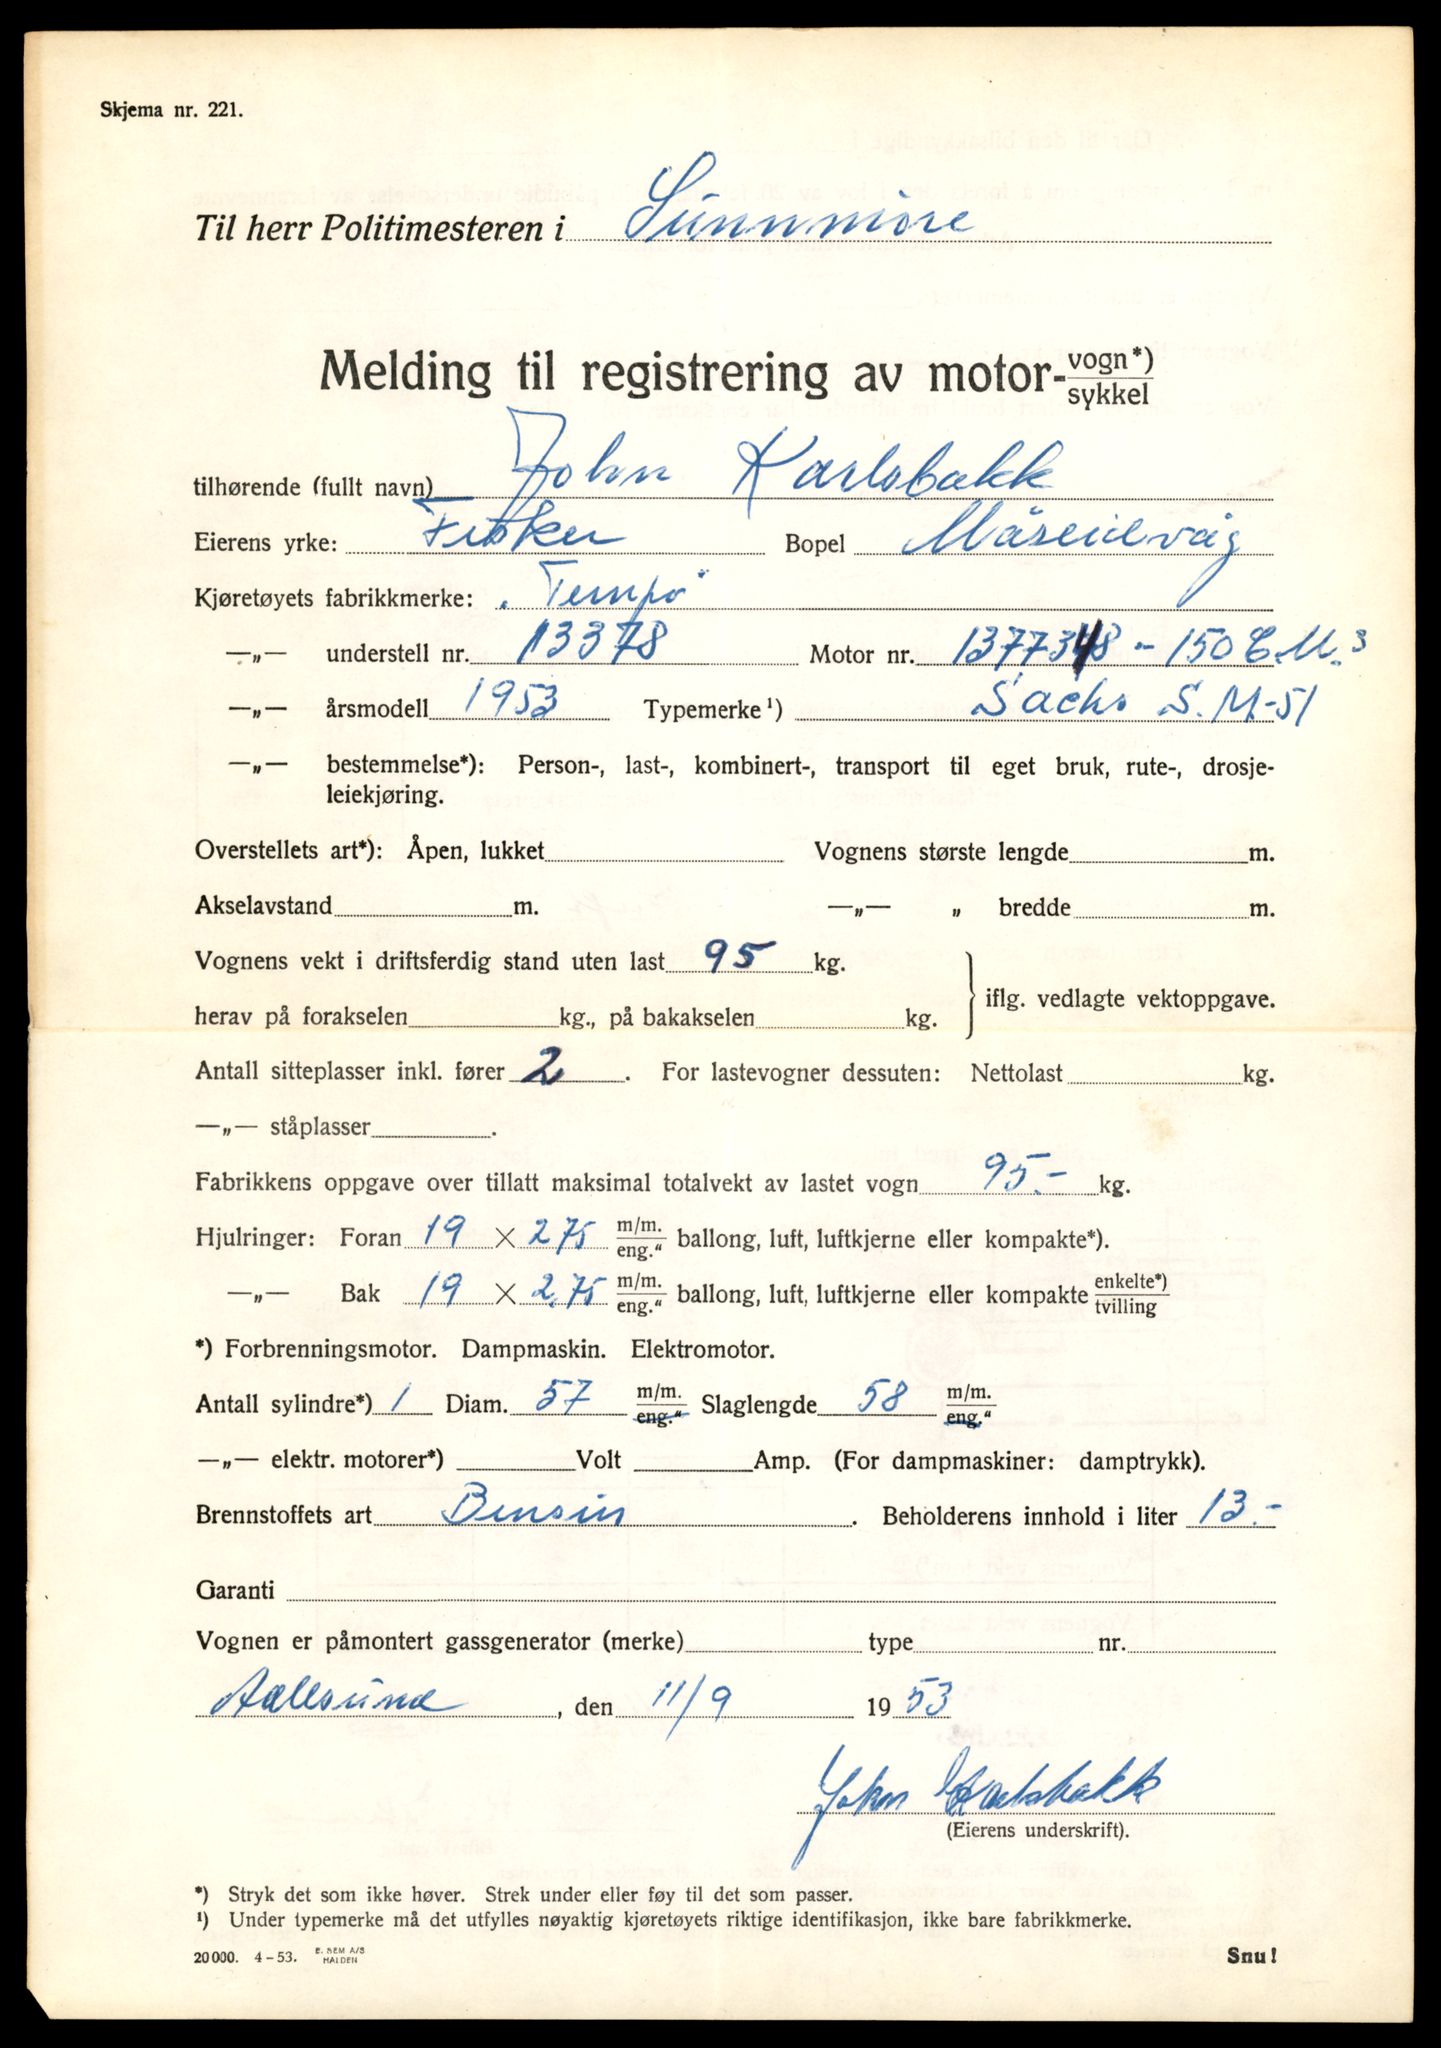 Skjema nr. 221.
Til herr Politimesteren i Sunnmöre
Melding til registrering av motor-vogn*)
sykkel
tilhørende (fullt navn) John Karlsbakk
Eierens yrke: Fisker Bopel Måseidvåg
Kjøretøyets fabrikkmerke: "Tempo"
—„— understell nr. 13378 Motor nr. 1377348 - 150 C.M.3
—„— årsmodell 1953 Typemerke¹) Sachs S.M-51
—„— bestemmelse*): Person-, last-, kombinert-, transport til eget bruk, rute-, drosje-
leiekjøring.
Overstellets art*): Åpen, lukket Vognens største lengde m.
Akselavstand m. —„— „ bredde m.
Vognens vekt i driftsferdig stand uten last 95 kg.
iflg. vedlagte vektoppgave.
herav på forakselen kg., på bakakselen kg.
Antall sitteplasser inkl. fører 2. For lastevogner dessuten: Nettolast kg.
—„— ståplasser .
Fabrikkens oppgave over tillatt maksimal totalvekt av lastet vogn 95.- kg.
Hjulringer: Foran 19 × 2.75 m/m. eng.“ ballong, luft, luftkjerne eller kompakte*).
—„— Bak 19 × 2.75 m/m. eng.“ ballong, luft, luftkjerne eller kompakte enkelte*) tvilling
*) Forbrenningsmotor. Dampmaskin. Elektromotor.
Antall sylindre*) 1 Diam. 57 m/m. eng.“ Slaglengde 58 m/m. eng.“
—„— elektr. motorer*) Volt Amp. (For dampmaskiner: damptrykk).
Brennstoffets art Bensin . Beholderens innhold i liter 13.-
Garanti
Vognen er påmontert gassgenerator (merke) type nr.
Aalesund, den 11/9 1953
John Karlsbakk
(Eierens underskrift).
*) Stryk det som ikke høver. Strek under eller føy til det som passer.
¹) Under typemerke må det utfylles nøyaktig kjøretøyets riktige identifikasjon, ikke bare fabrikkmerke.
20000. 4-53. E. SEM A/S HALDEN Snu!